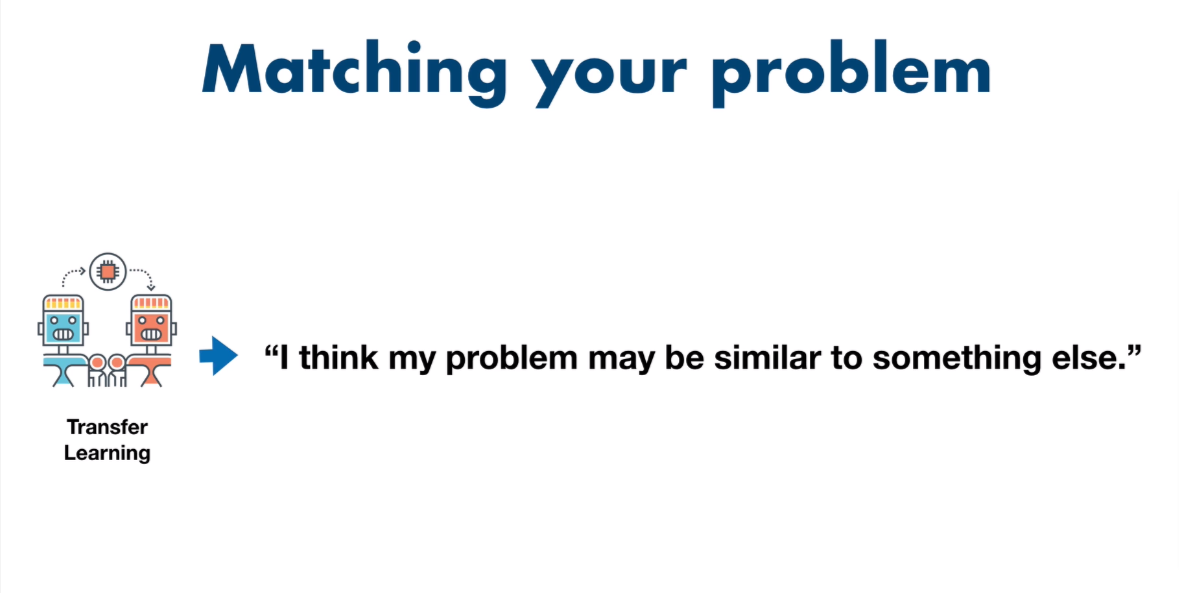 Matching your problem
“I think my problem may be similar to something else.”
Transfer
Learning